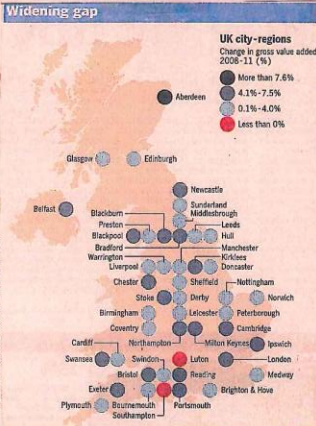 Widening gap
UK city-regions
Change in gross value added
2008-11 (%)
More than 7.6%
4.1%-7.5%
0.1%-4.0%
Less than 0%
Aberdeen
Glasgow
Edinburgh
Newcastle
Sunderland
Belfast
Blackburn
Middlesbrough
Preston
Leeds
Blackpool
Hull
Bradford
Manchester
Warrington
Kirklees
Liverpool
Doncaster
Chester
Sheffield
Nottingham
Stoke
Derby
Norwich
Birmingham
Leicester
Peterborough
Coventry
Cambridge
Cardiff
Northampton
Milton Keynes
Ipswich
Swansea
Swindon
Luton
London
Bristol
Reading
Medway
Exeter
Brighton & Hove
Plymouth
Bournemouth
Portsmouth
Southampton